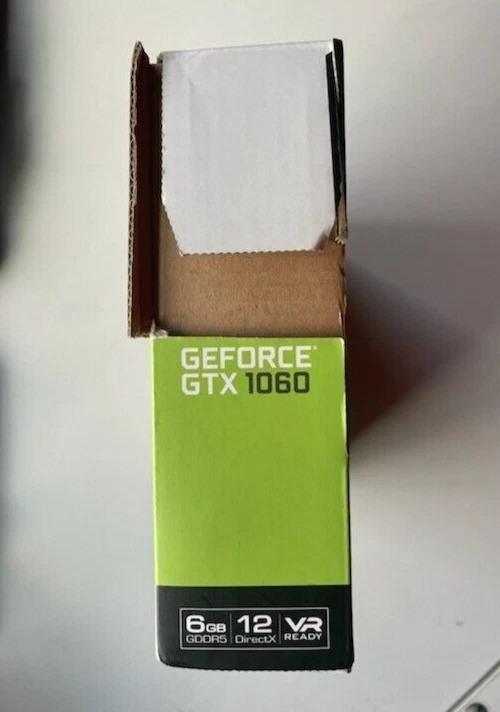 GEFORCE®
GTX 1060
6GB 12 VR
GDDR5 DirectX READY